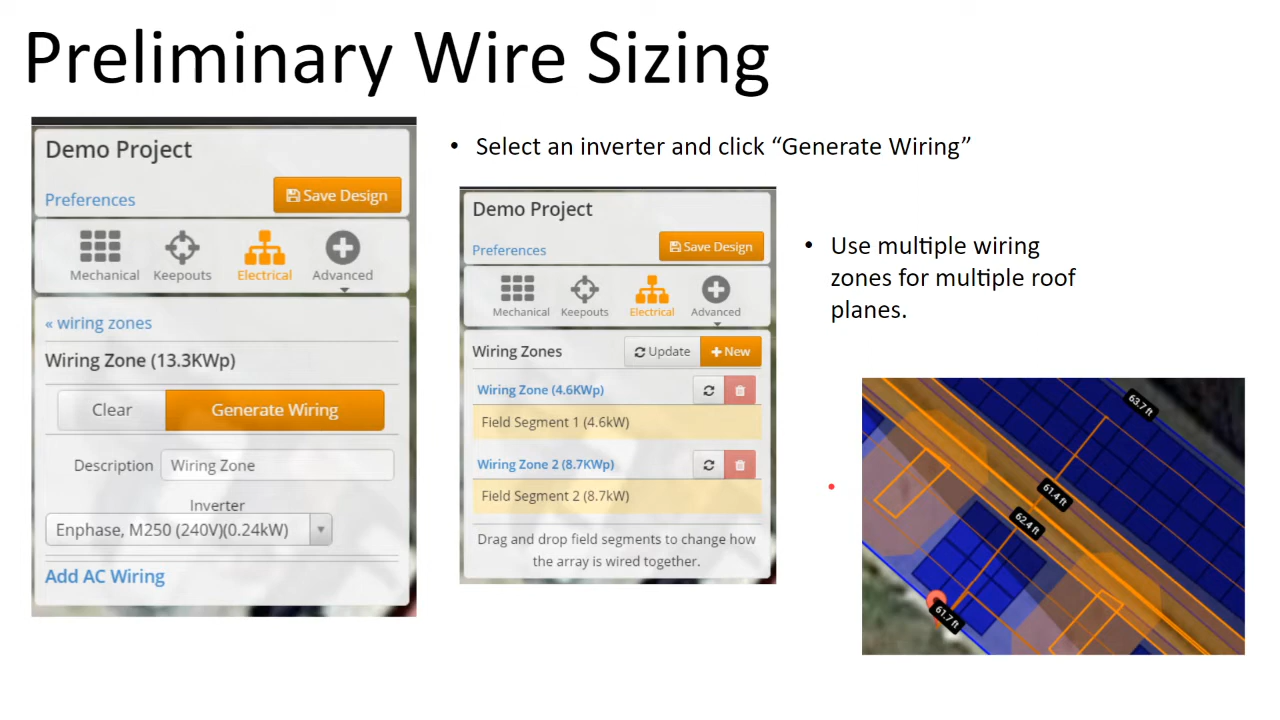 Preliminary Wire Sizing
Demo Project
Preferences
Save Design
Mechanical
Keepouts
Electrical
Advanced
« wiring zones
Wiring Zone (13.3KWp)
Clear
Generate Wiring
Description
Wiring Zone
Inverter
Enphase, M250 (240V)(0.24kW)
Add AC Wiring
• Select an inverter and click “Generate Wiring”
Demo Project
Preferences
Save Design
Mechanical
Keepouts
Electrical
Advanced
Wiring Zones
Update
+ New
Wiring Zone (4.6KWp)
Field Segment 1 (4.6kW)
Wiring Zone 2 (8.7KWp)
Field Segment 2 (8.7kW)
Drag and drop field segments to change how
the array is wired together.
• Use multiple wiring
zones for multiple roof
planes.
63.7 ft
61.4 ft
62.4 ft
61.7 ft